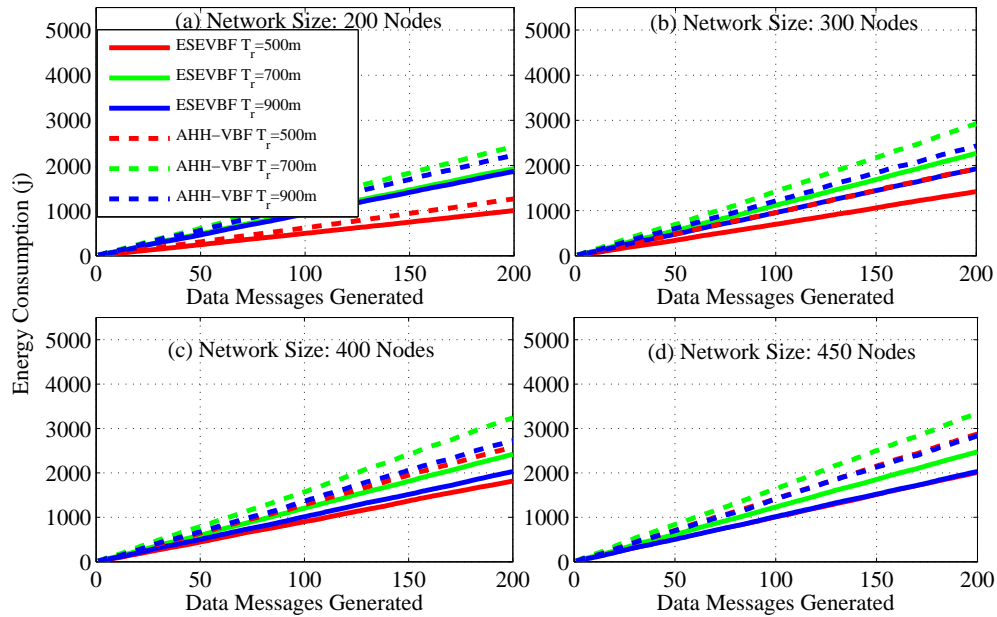 (a) Network Size: 200 Nodes
5000
4000
3000
2000
1000
0
ESEVBF T_r=500m
ESEVBF T_r=700m
ESEVBF T_r=900m
AHH−VBF T_r=500m
AHH−VBF T_r=700m
AHH−VBF T_r=900m
0 50 100 150 200
Data Messages Generated
(b) Network Size: 300 Nodes
5000
4000
3000
2000
1000
0
0 50 100 150 200
Data Messages Generated
Energy Consumption (j)
(c) Network Size: 400 Nodes
5000
4000
3000
2000
1000
0
0 50 100 150 200
Data Messages Generated
(d) Network Size: 450 Nodes
5000
4000
3000
2000
1000
0
0 50 100 150 200
Data Messages Generated